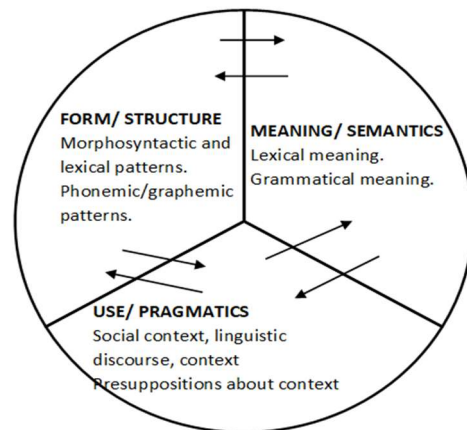 FORM/ STRUCTURE
Morphosyntactic and
lexical patterns.
Phonemic/graphemic
patterns.
MEANING/ SEMANTICS
Lexical meaning.
Grammatical meaning.
USE/ PRAGMATICS
Social context, linguistic
discourse, context
Presuppositions about context